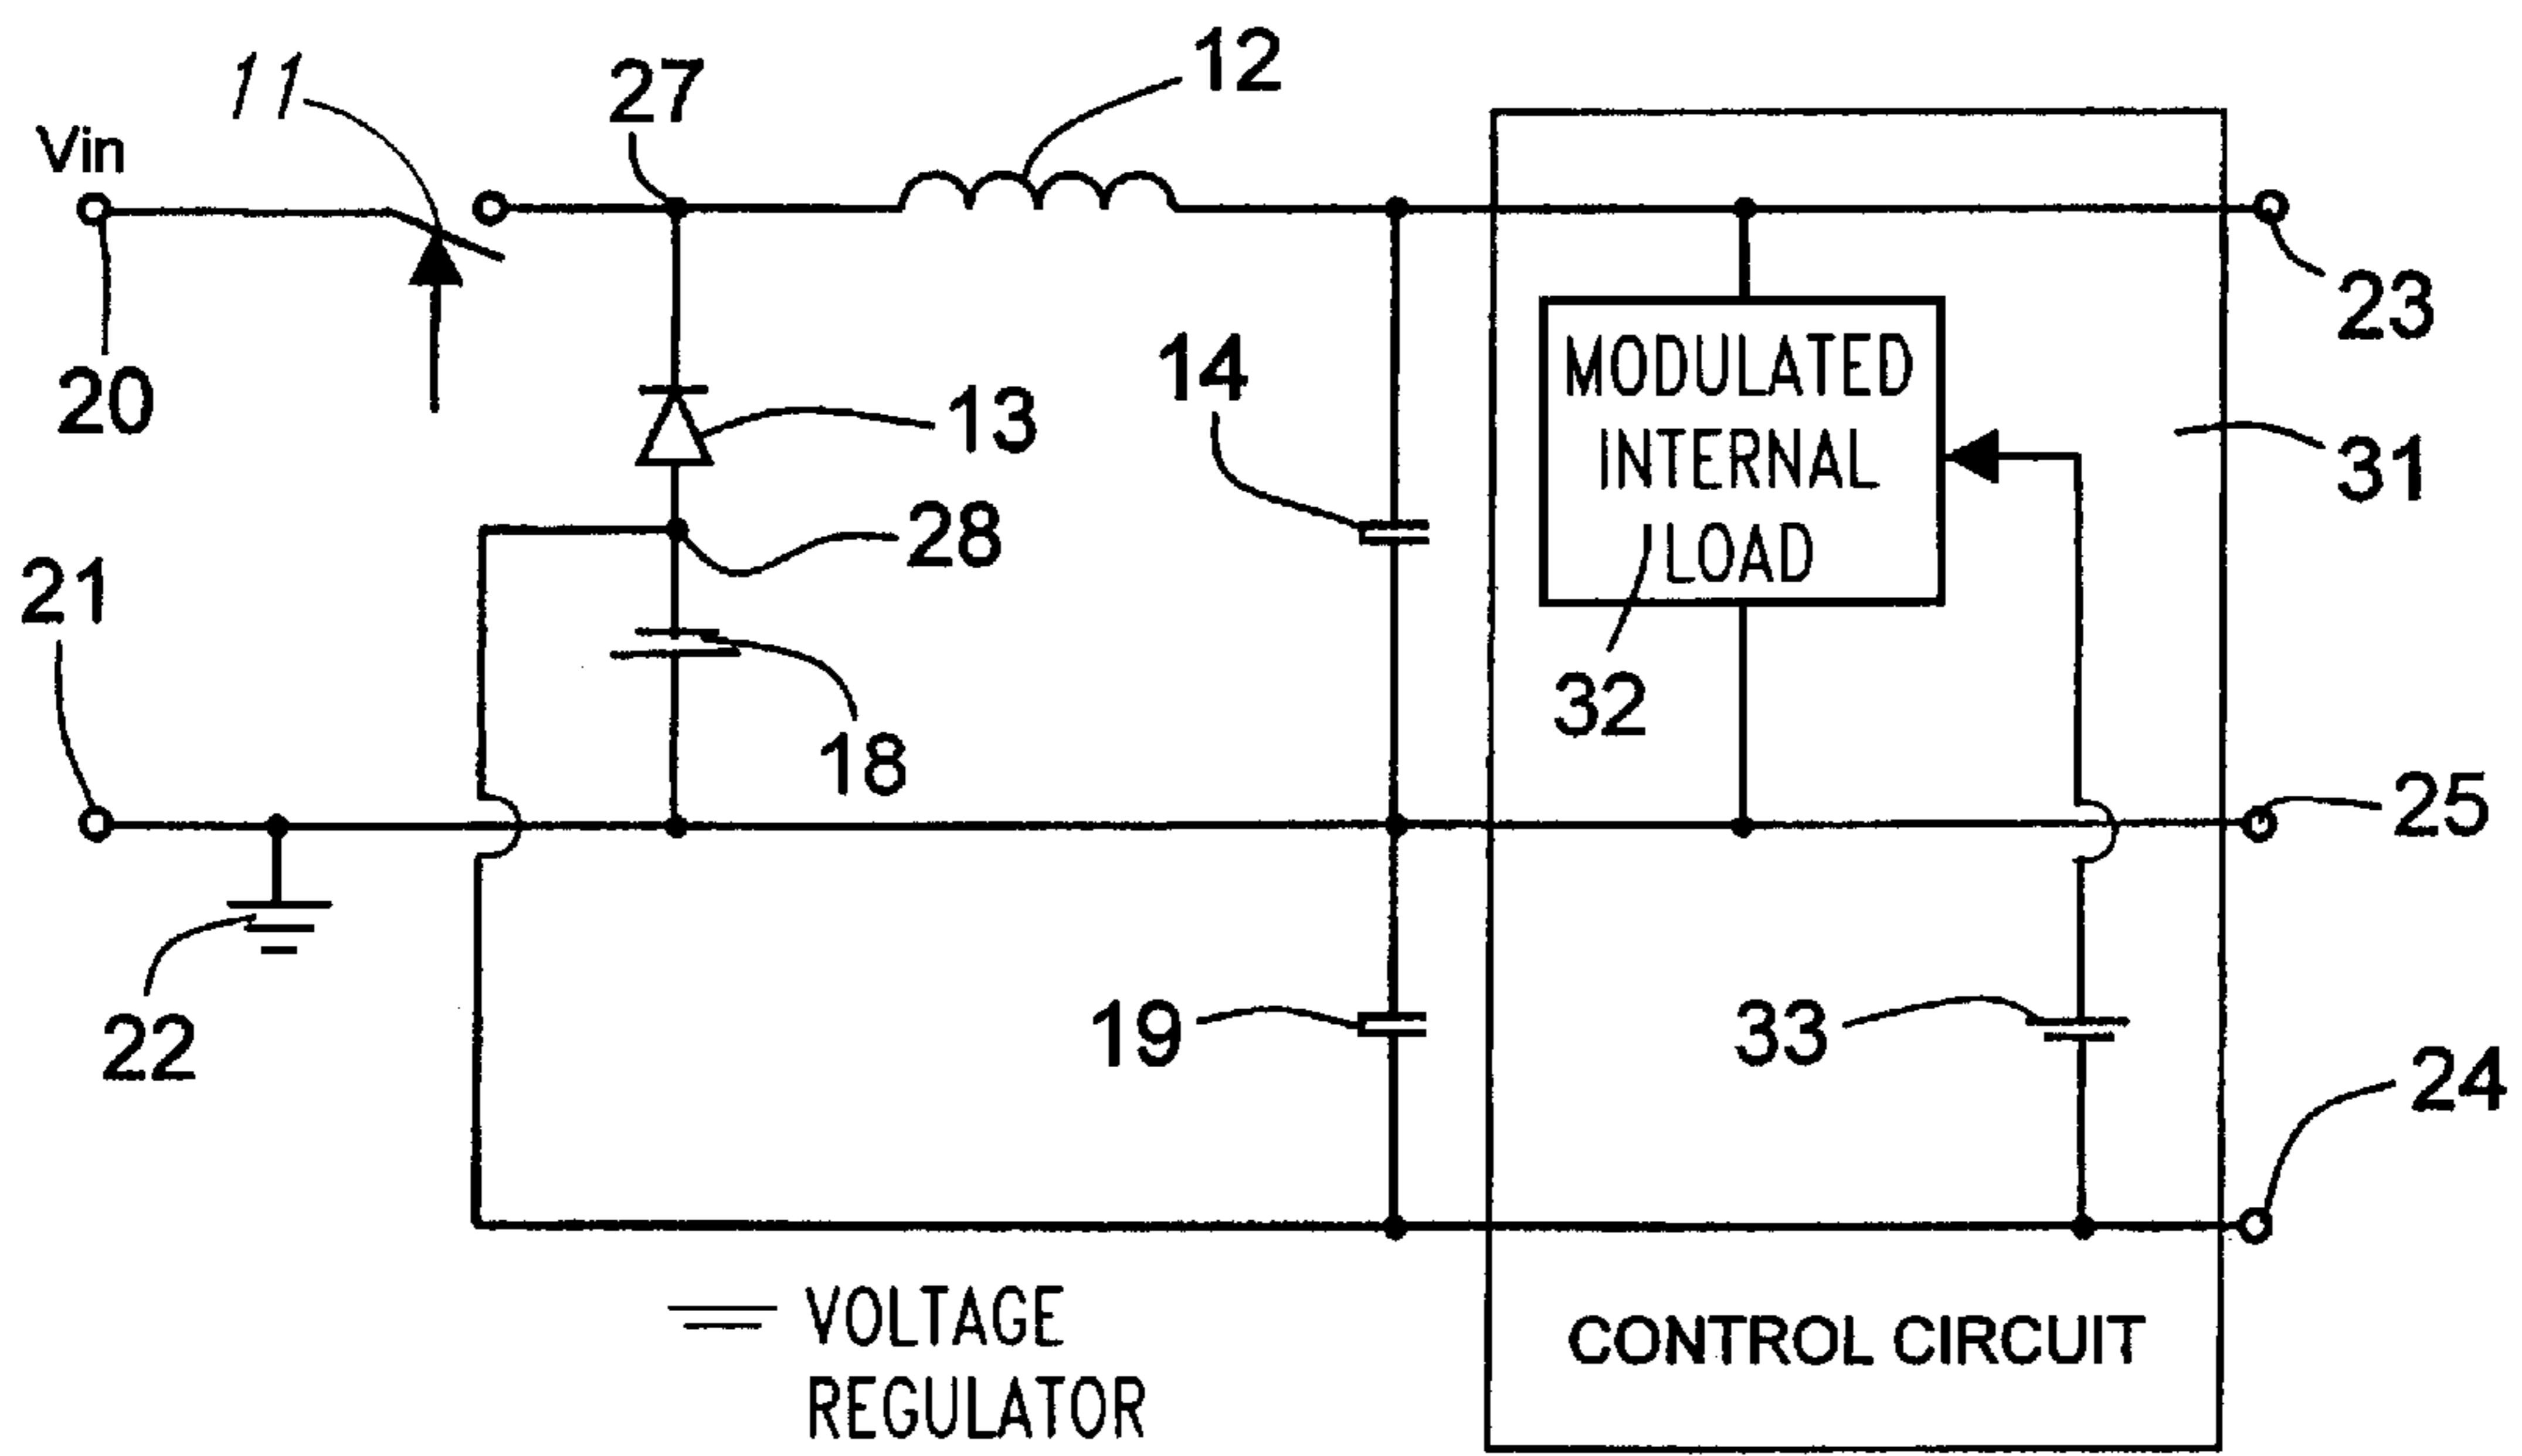 11
27
12
Vin
20
23
13
14
MODULATED
INTERNAL
LOAD
31
28
21
32
18
25
22
19
33
24
VOLTAGE
REGULATOR
CONTROL CIRCUIT